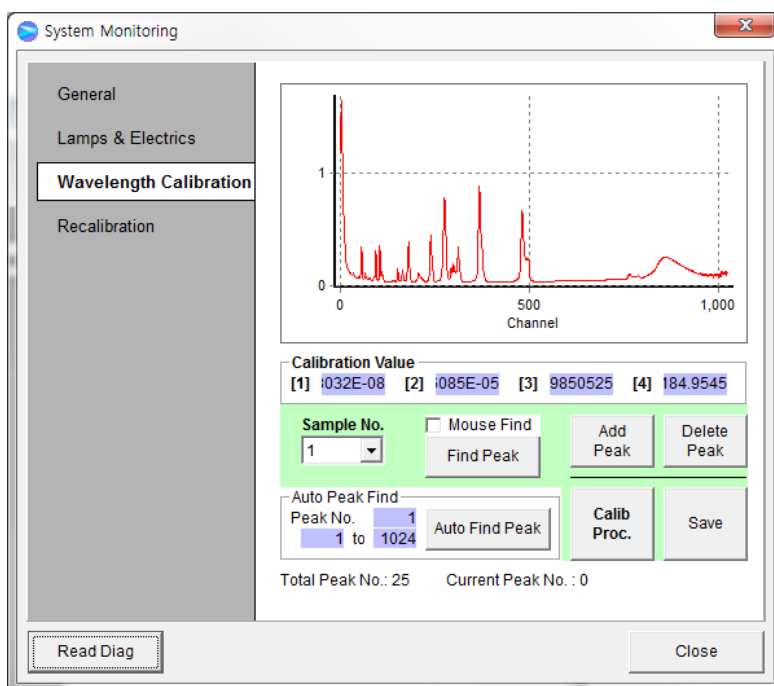 System Monitoring
General
Lamps & Electrics
Wavelength Calibration
Recalibration
1
0
0 500 1,000
Channel
Calibration Value
[1] 032E-08 [2] 085E-05 [3] 9850525 [4] 184.9545
Sample No.
1
Mouse Find
Find Peak
Add Peak
Delete Peak
Auto Peak Find
Peak No. 1
1 to 1024
Auto Find Peak
Calib Proc.
Save
Total Peak No.: 25 Current Peak No. : 0
Read Diag
Close